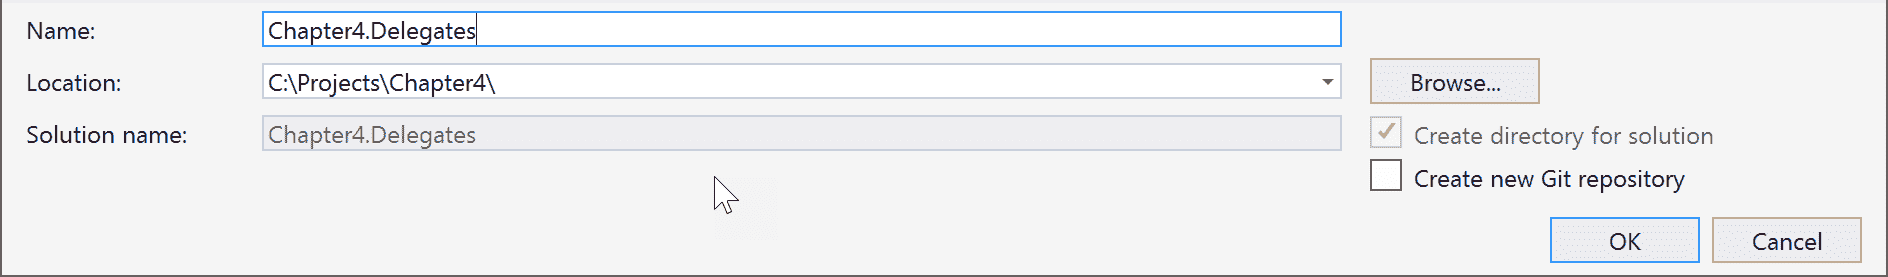 Name: Chapter4.Delegates
Location: C:\Projects\Chapter4\ Browse...
Solution name: Chapter4.Delegates Create directory for solution
Create new Git repository
OK Cancel